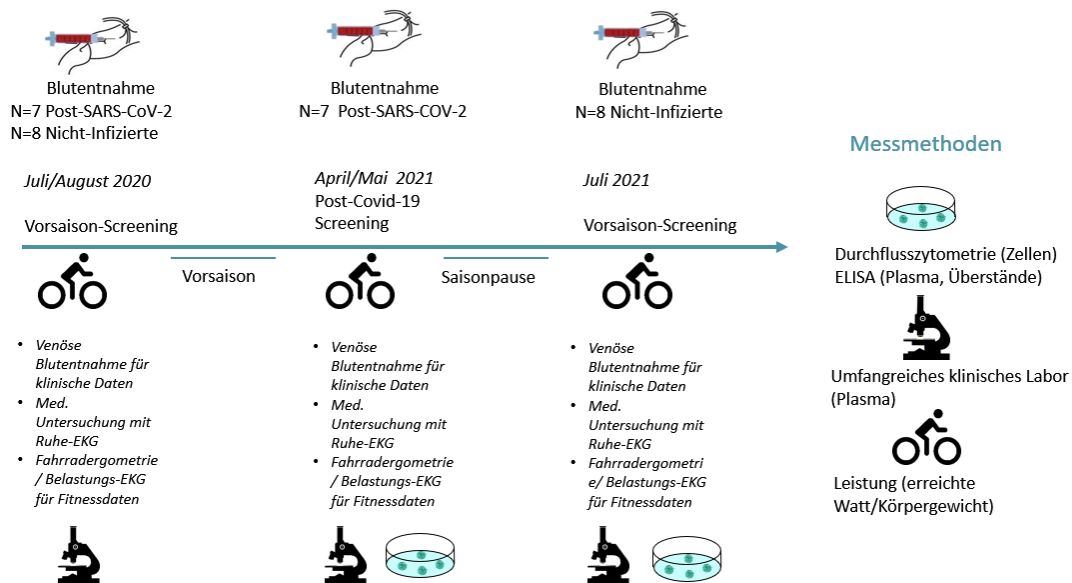 Blutentnahme
N=7 Post-SARS-CoV-2
N=8 Nicht-Infizierte
Juli/August 2020
Vorsaison-Screening
Blutentnahme
N=7 Post-SARS-COV-2
April/Mai 2021
Post-Covid-19
Screening
Blutentnahme
N=8 Nicht-Infizierte
Juli 2021
Vorsaison-Screening
Vorsaison
Saisonpause
• Venöse
Blutentnahme für
klinische Daten
• Med.
Untersuchung mit
Ruhe-EKG
• Fahrradergometrie
/ Belastungs-EKG
für Fitnessdaten
• Venöse
Blutentnahme für
klinische Daten
• Med.
Untersuchung mit
Ruhe-EKG
• Fahrradergometrie
/ Belastungs-EKG
für Fitnessdaten
• Venöse
Blutentnahme für
klinische Daten
• Med.
Untersuchung mit
Ruhe-EKG
• Fahrradergometri
e/ Belastungs-EKG
für Fitnessdaten
Messmethoden
Durchflusszytometrie (Zellen)
ELISA (Plasma, Überstände)
Umfangreiches klinisches Labor
(Plasma)
Leistung (erreichte
Watt/Körpergewicht)